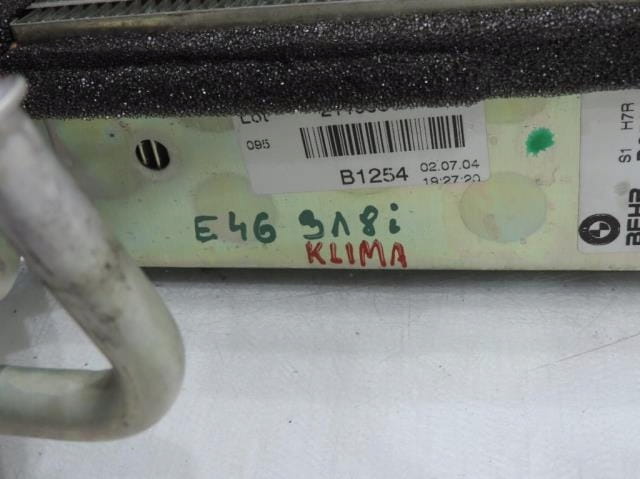 Lot
095
B1254 02.07.04
19:27:20
E46 318i
KLIMA
S1 H7R
BEHR